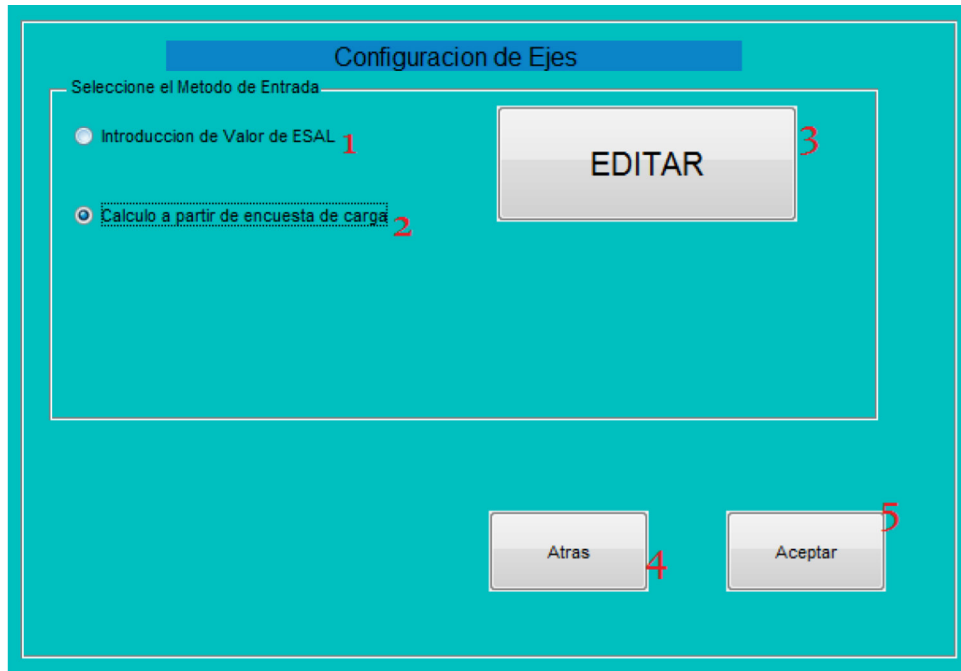 Configuracion de Ejes
Seleccione el Metodo de Entrada
Introduccion de Valor de ESAL 1
EDITAR 3
Calculo a partir de encuesta de carga 2
Atras 4
Aceptar 5